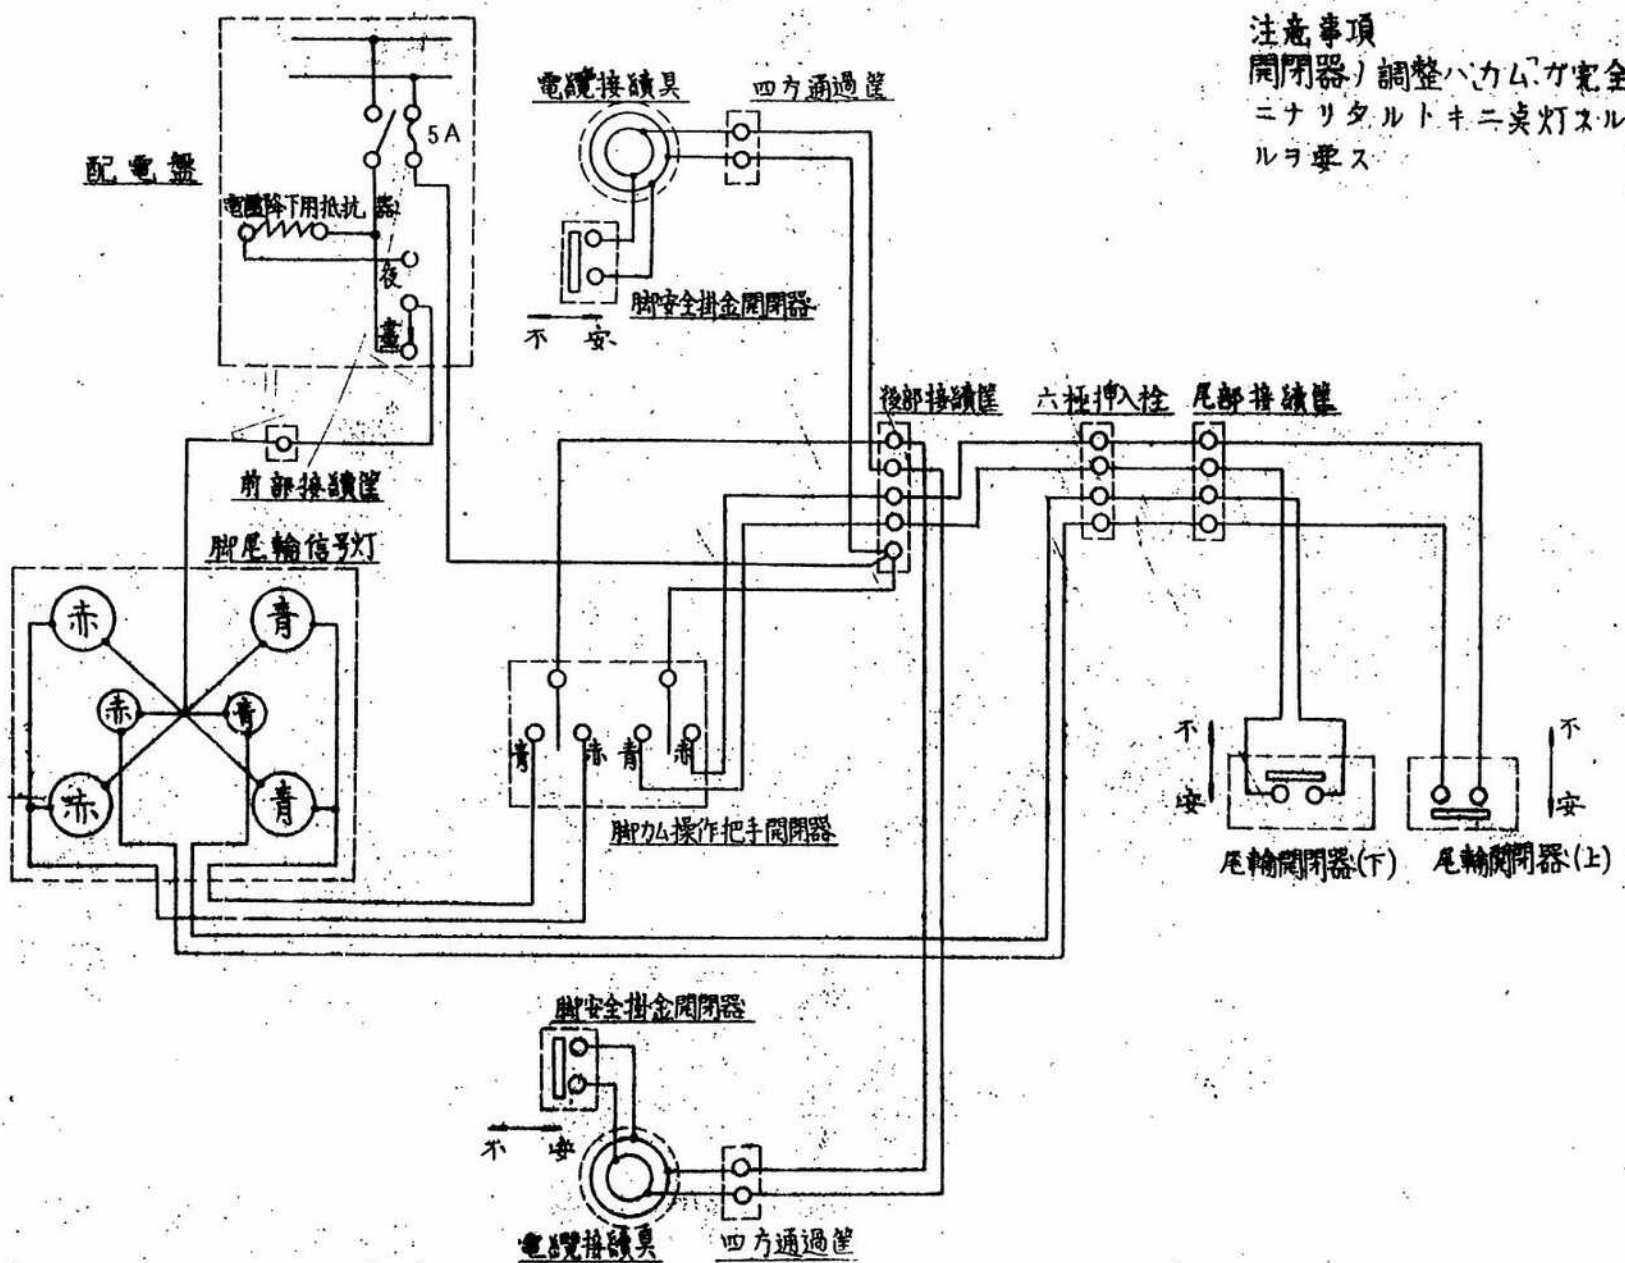 注意事項
開閉器ノ調整ハ「カム」ガ完全
ニナリタルトキニ点灯スル
ルヲ要ス
電纜接續具
四方通過筐
5A
配電盤
電圧降下用抵抗器
夜
晝
脚安全掛金開閉器
不 安
後部接續筐
六極押入栓
尾部接續筐
前部接續筐
脚尾輪信号灯
赤
青
赤
青
赤
青
青
赤
青
赤
脚カム操作把手開閉器
不
安
不
安
尾輪開閉器(下)
尾輪開閉器(上)
脚安全掛金開閉器
不 安
電纜接續具
四方通過筐